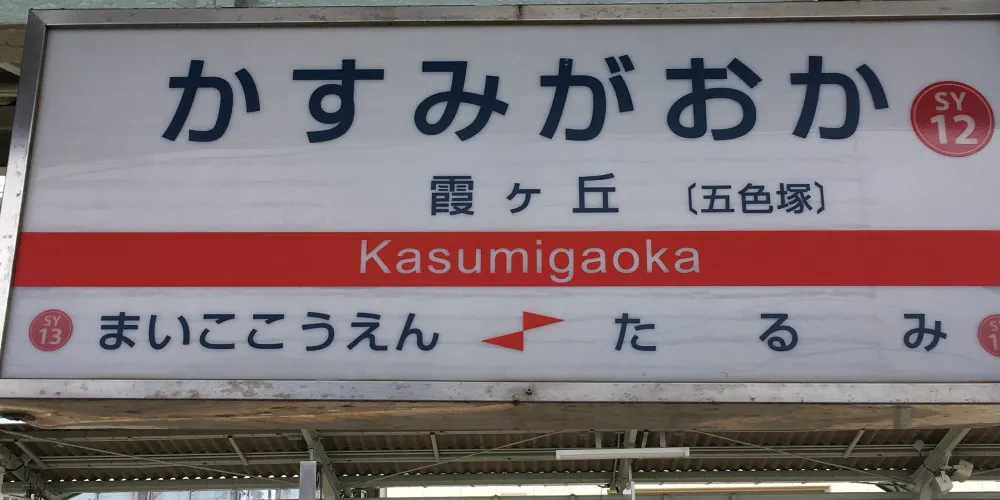 かすみがおか SY 12
霞ヶ丘 〔五色塚〕
Kasumigaoka
SY 13 まいここうえん たるみ